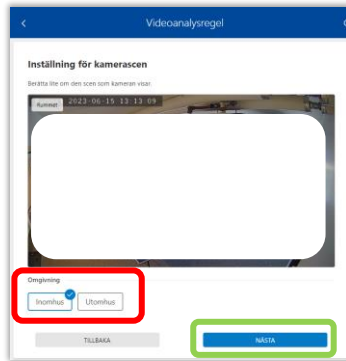 Videoanalysregel
Inställning för kamerascen
Berätta lite om den scen som kameran visar.
Rummet 2023-06-15 13:13:09
Omgivning
Inomhus Utomhus
TILLBAKA NÄSTA